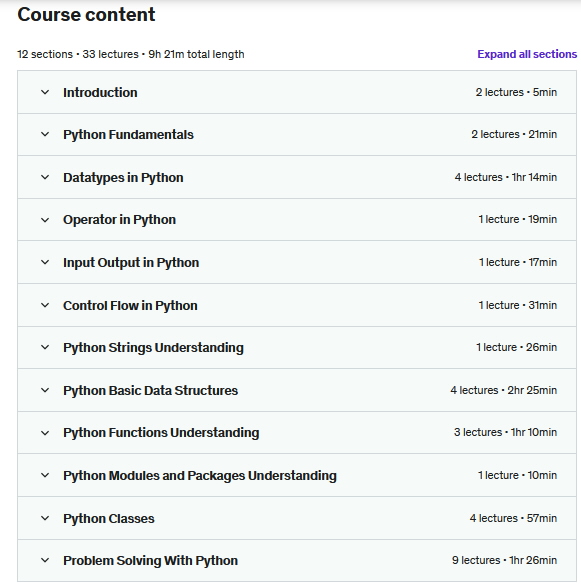 Course content
12 sections • 33 lectures • 9h 21m total length Expand all sections
Introduction 2 lectures • 5min
Python Fundamentals 2 lectures • 21min
Datatypes in Python 4 lectures • 1hr 14min
Operator in Python 1 lecture • 19min
Input Output in Python 1 lecture • 17min
Control Flow in Python 1 lecture • 31min
Python Strings Understanding 1 lecture • 26min
Python Basic Data Structures 4 lectures • 2hr 25min
Python Functions Understanding 3 lectures • 1hr 10min
Python Modules and Packages Understanding 1 lecture • 10min
Python Classes 4 lectures • 57min
Problem Solving With Python 9 lectures • 1hr 26min